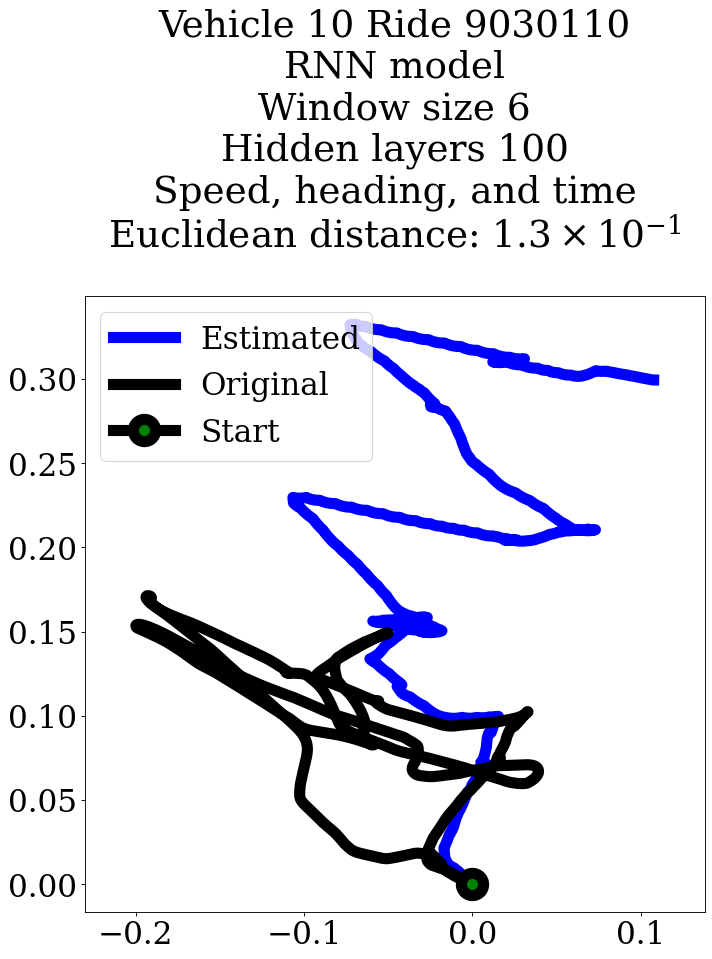 Vehicle 10 Ride 9030110
RNN model
Window size 6
Hidden layers 100
Speed, heading, and time
Euclidean distance: 1.3 × 10⁻¹
Estimated
Original
Start
0.30
0.25
0.20
0.15
0.10
0.05
0.00
−0.2 −0.1 0.0 0.1